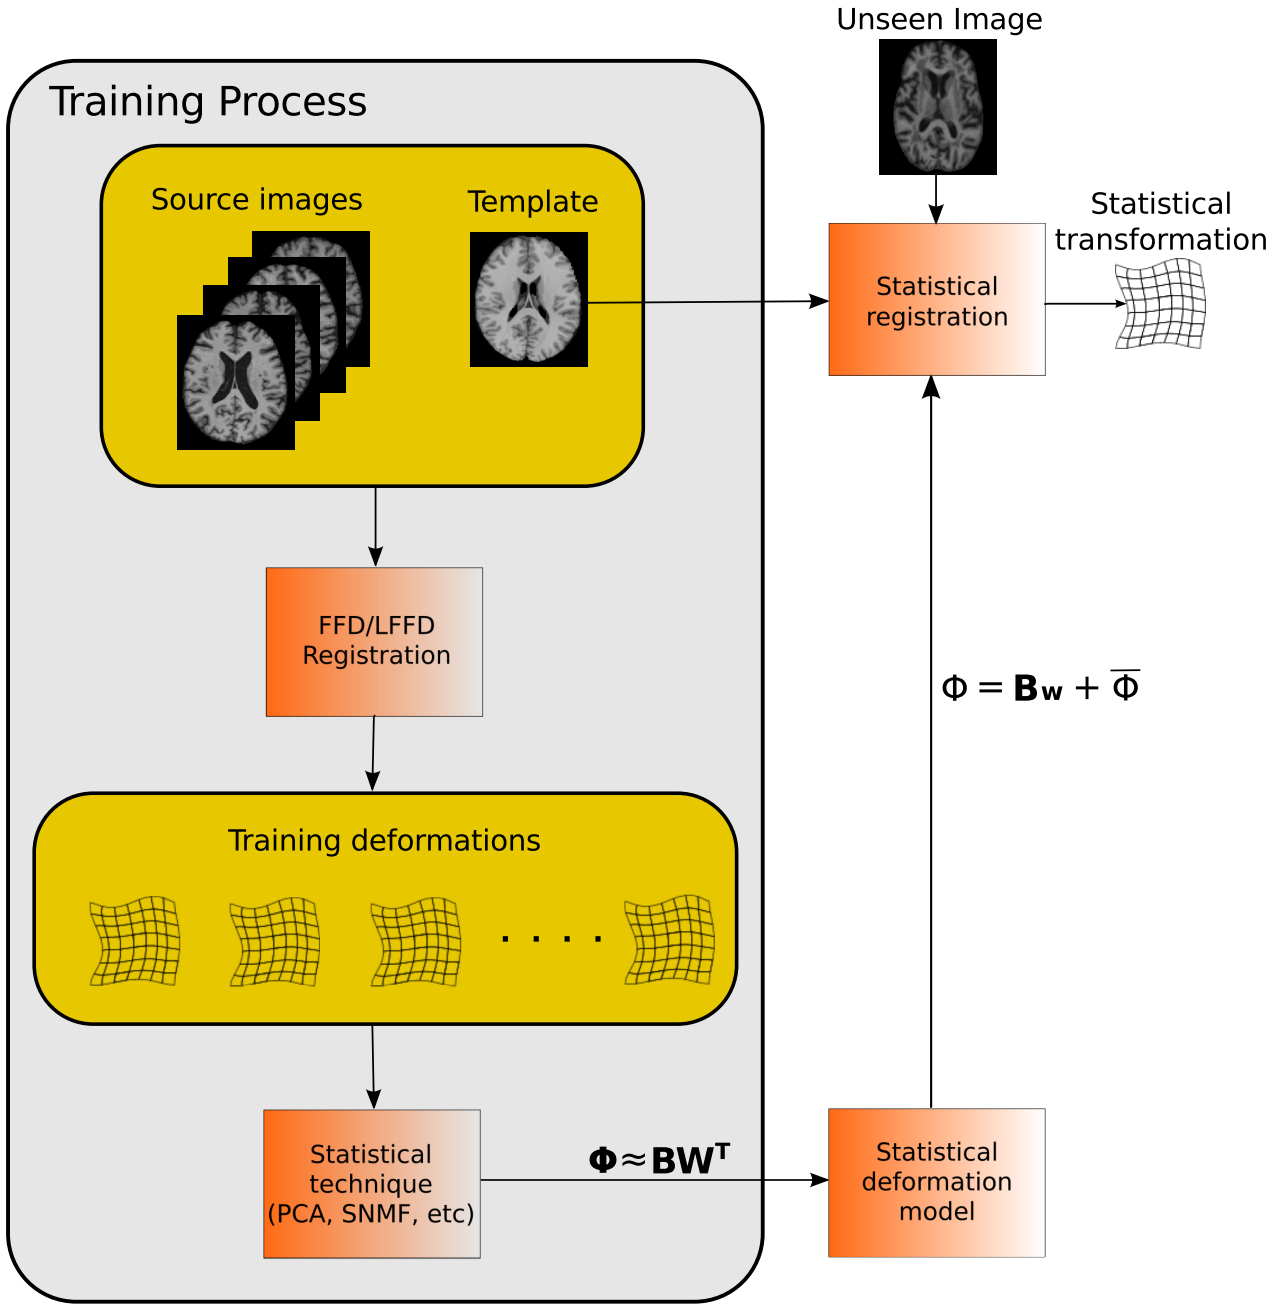 Unseen Image
Training Process
Source images
Template
Statistical
transformation
Statistical
registration
FFD/LFFD
Registration
Φ = Bw + Φ̅
Training deformations
. . . .
Statistical
technique
(PCA, SNMF, etc)
Φ≈BWᵀ
Statistical
deformation
model